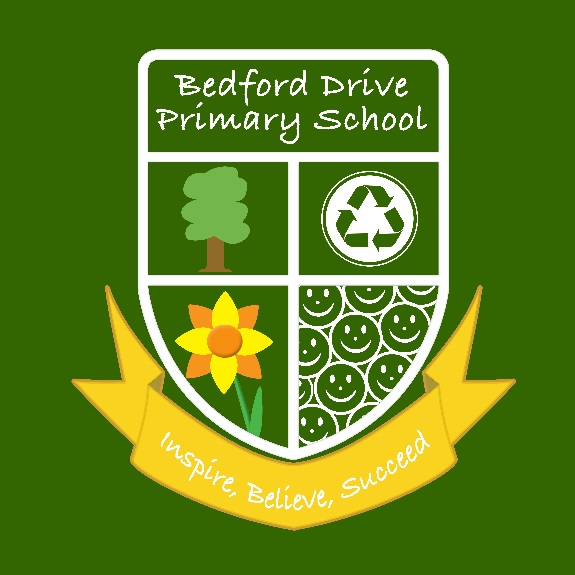 Bedford Drive
Primary School
Inspire, Believe, Succeed